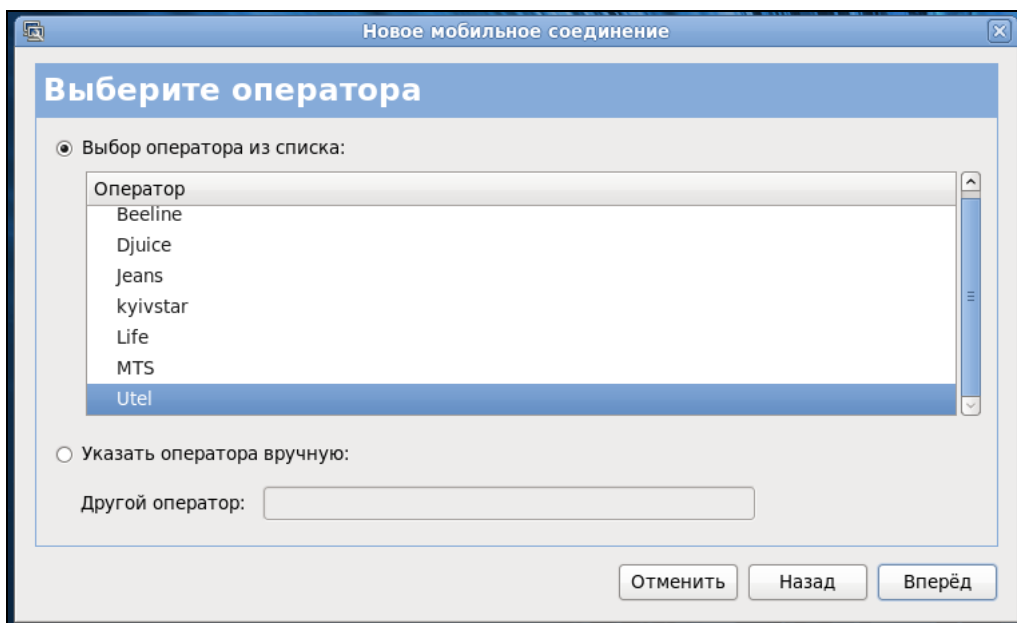 Новое мобильное соединение
Выберите оператора
Выбор оператора из списка:
Оператор
Beeline
Djuice
Jeans
kyivstar
Life
MTS
Utel
Указать оператора вручную:
Другой оператор:
Отменить Назад Вперёд